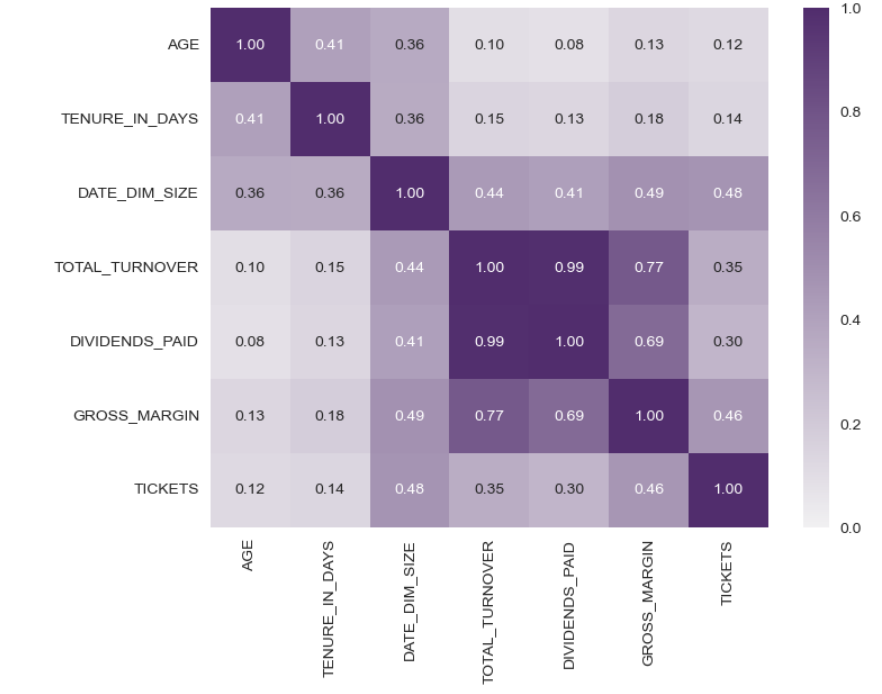 AGE 1.00 0.41 0.36 0.10 0.08 0.13 0.12
TENURE_IN_DAYS 0.41 1.00 0.36 0.15 0.13 0.18 0.14
DATE_DIM_SIZE 0.36 0.36 1.00 0.44 0.41 0.49 0.48
TOTAL_TURNOVER 0.10 0.15 0.44 1.00 0.99 0.77 0.35
DIVIDENDS_PAID 0.08 0.13 0.41 0.99 1.00 0.69 0.30
GROSS_MARGIN 0.13 0.18 0.49 0.77 0.69 1.00 0.46
TICKETS 0.12 0.14 0.48 0.35 0.30 0.46 1.00
AGE
TENURE_IN_DAYS
DATE_DIM_SIZE
TOTAL_TURNOVER
DIVIDENDS_PAID
GROSS_MARGIN
TICKETS
1.0
0.8
0.6
0.4
0.2
0.0